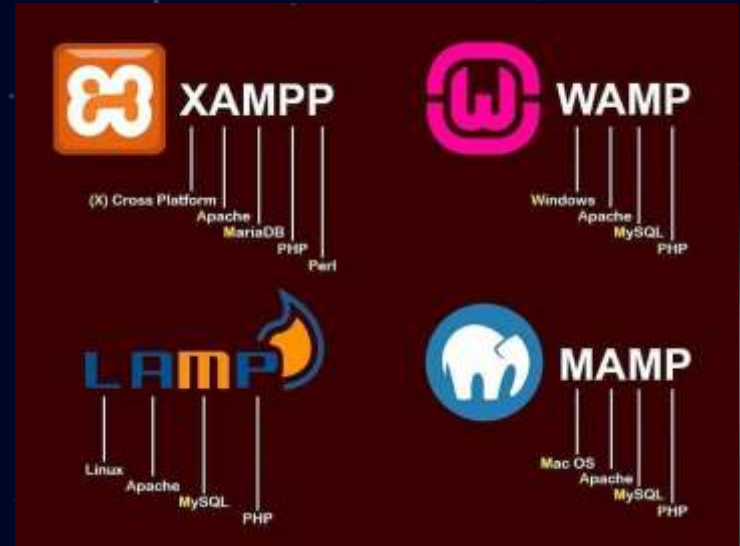 XAMPP
(X) Cross Platform
Apache
MariaDB
PHP
Perl
WAMP
Windows
Apache
MySQL
PHP
LAMP
Linux
Apache
MySQL
PHP
MAMP
Mac OS
Apache
MySQL
PHP